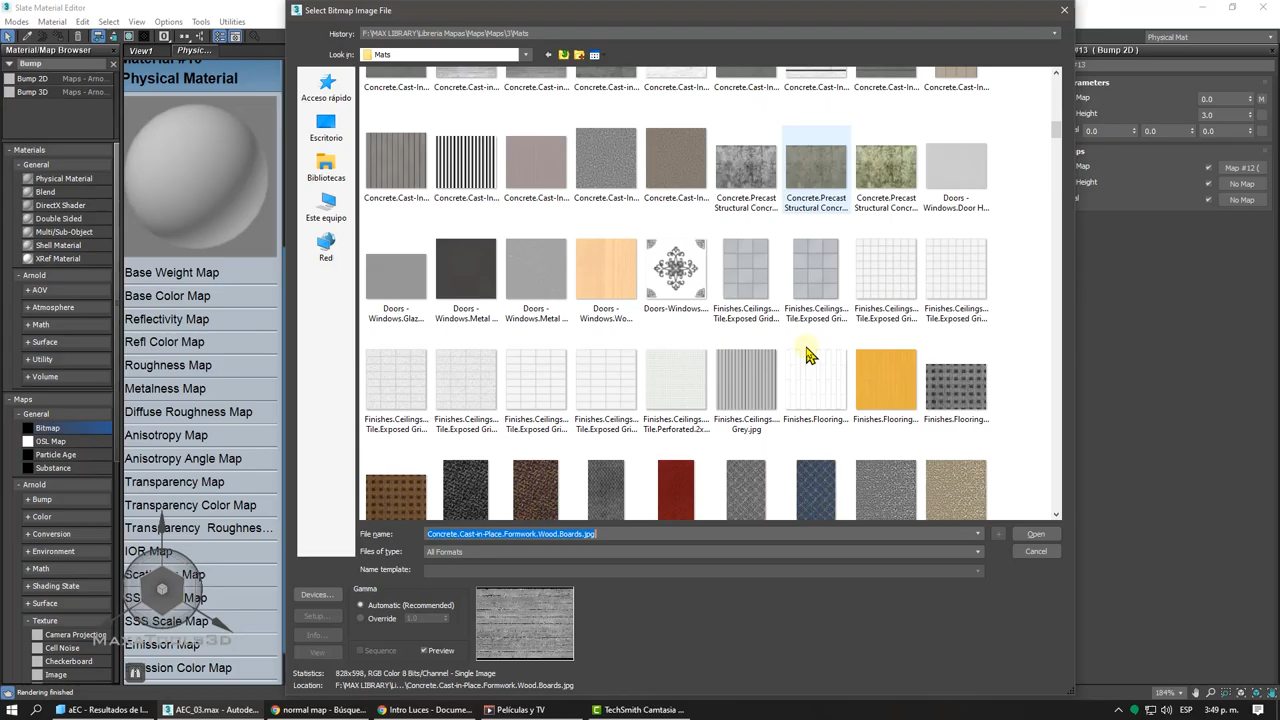 Slate Material Editor
Modes Material Edit Select View Options Tools Utilities
Material/Map Browser
Bump
Bump 2D Maps - Arno...
Bump 3D Maps - Arno...
- Materials
- General
Physical Material
Blend
DirectX Shader
Double Sided
Multi/Sub-Object
Shell Material
XRef Material
- Arnold
+ AOV
+ Atmosphere
+ Math
+ Surface
+ Utility
+ Volume
- Maps
- General
Bitmap
OSL Map
Particle Age
Substance
- Arnold
+ Bump
+ Color
+ Conversion
+ Environment
+ Math
+ Shading State
+ Surface
- Texture
Camera Projectio
Cell Noise
Checkerboard
Image
Rendering finished
View1 Physic...
Physical Material
Base Weight Map
Base Color Map
Reflectivity Map
Refl Color Map
Roughness Map
Metalness Map
Diffuse Roughness Map
Anisotropy Map
Anisotropy Angle Map
Transparency Map
Transparency Color Map
Transparency Roughnes...
IOR Map
SSS Scale Map
Emission Map
Emission Color Map
Select Bitmap Image File
History: F:\MAX LIBRARY\Libreria Mapas\Maps\Maps\3\Mats
Look in: Mats
Acceso rápido
Escritorio
Bibliotecas
Este equipo
Red
Concrete.Cast-In... Concrete.Cast-in... Concrete.Cast-in... Concrete.Cast-in... Concrete.Cast-in... Concrete.Cast-In... Concrete.Cast-In... Concrete.Cast-In... Concrete.Cast-In...
Concrete.Cast-In... Concrete.Cast-In... Concrete.Cast-In... Concrete.Cast-In... Concrete.Cast-In... Concrete.Precast Concrete.Precast Concrete.Precast Doors -
Structural Concr... Structural Concr... Structural Concr... Windows.Door H...
Doors - Doors - Doors - Doors - Doors-Windows.... Finishes.Ceilings... Finishes.Ceilings... Finishes.Ceilings... Finishes.Ceilings...
Windows.Glaz... Windows.Metal ... Windows.Metal ... Windows.Wo... Tile.Exposed Grid... Tile.Exposed Gri... Tile.Exposed Gri... Tile.Exposed Gri...
Finishes.Ceilings... Finishes.Ceilings... Finishes.Ceilings... Finishes.Ceilings... Finishes.Ceilings... Finishes.Ceilings... Finishes.Flooring... Finishes.Flooring... Finishes.Flooring...
Tile.Exposed Gri... Tile.Exposed Gri... Tile.Exposed Gri... Tile.Exposed Gri... Tile.Perforated.2x... Grey.jpg
File name: Concrete.Cast-in-Place.Formwork.Wood.Boards.jpg Open
Files of type: All Formats Cancel
Name template:
Devices...
Setup...
Info...
View
Gamma
Automatic (Recommended)
Override 1.0
Sequence Preview
Statistics: 828x598, RGB Color 8 Bits/Channel - Single Image
Location: F:\MAX LIBRARY\Li...\Concrete.Cast-in-Place.Formwork.Wood.Boards.jpg
Physical Mat
#13 ( Bump 2D )
#13
Parameters
Map 0.0 M
Height 3.0
0.0 0.0 0.0
Map #12 (
No Map
No Map
184%
aEC - Resultados de l... AEC_03.max - Autode... normal map - Búsque... Intro Luces - Docume... Películas y TV TechSmith Camtasia ... ESP 3:49 p. m.